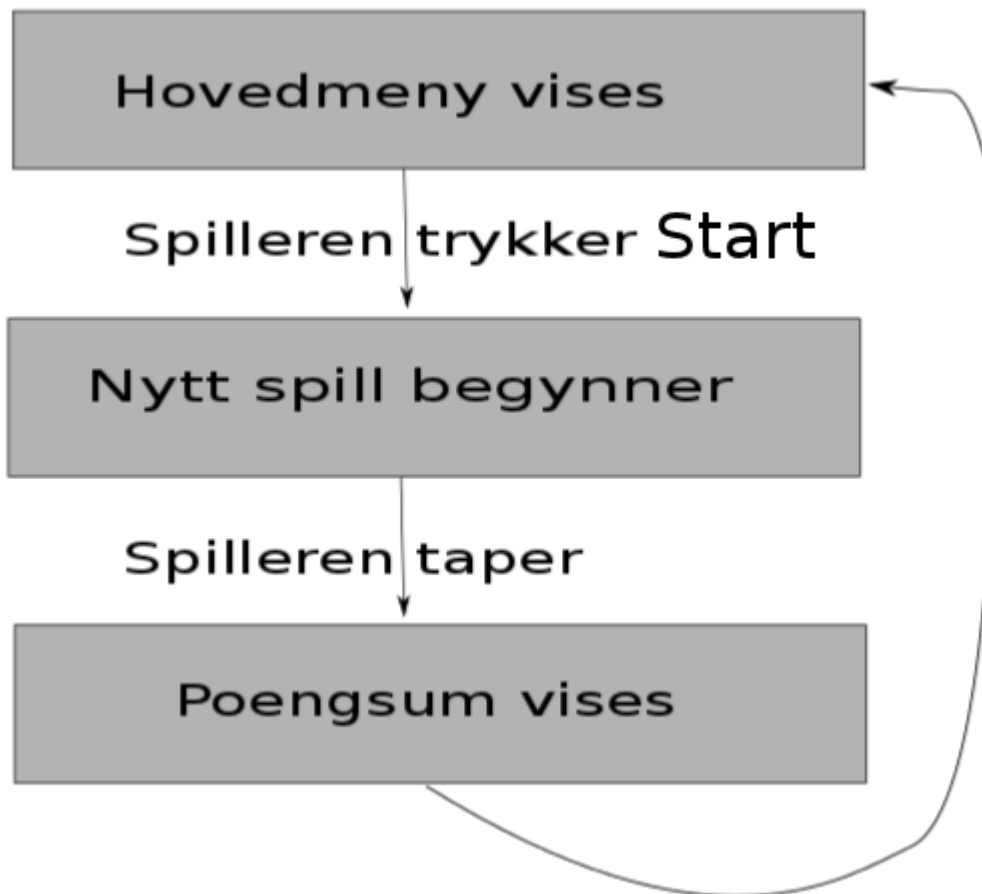 Hovedmeny vises
Spilleren trykker Start
Nytt spill begynner
Spilleren taper
Poengsum vises